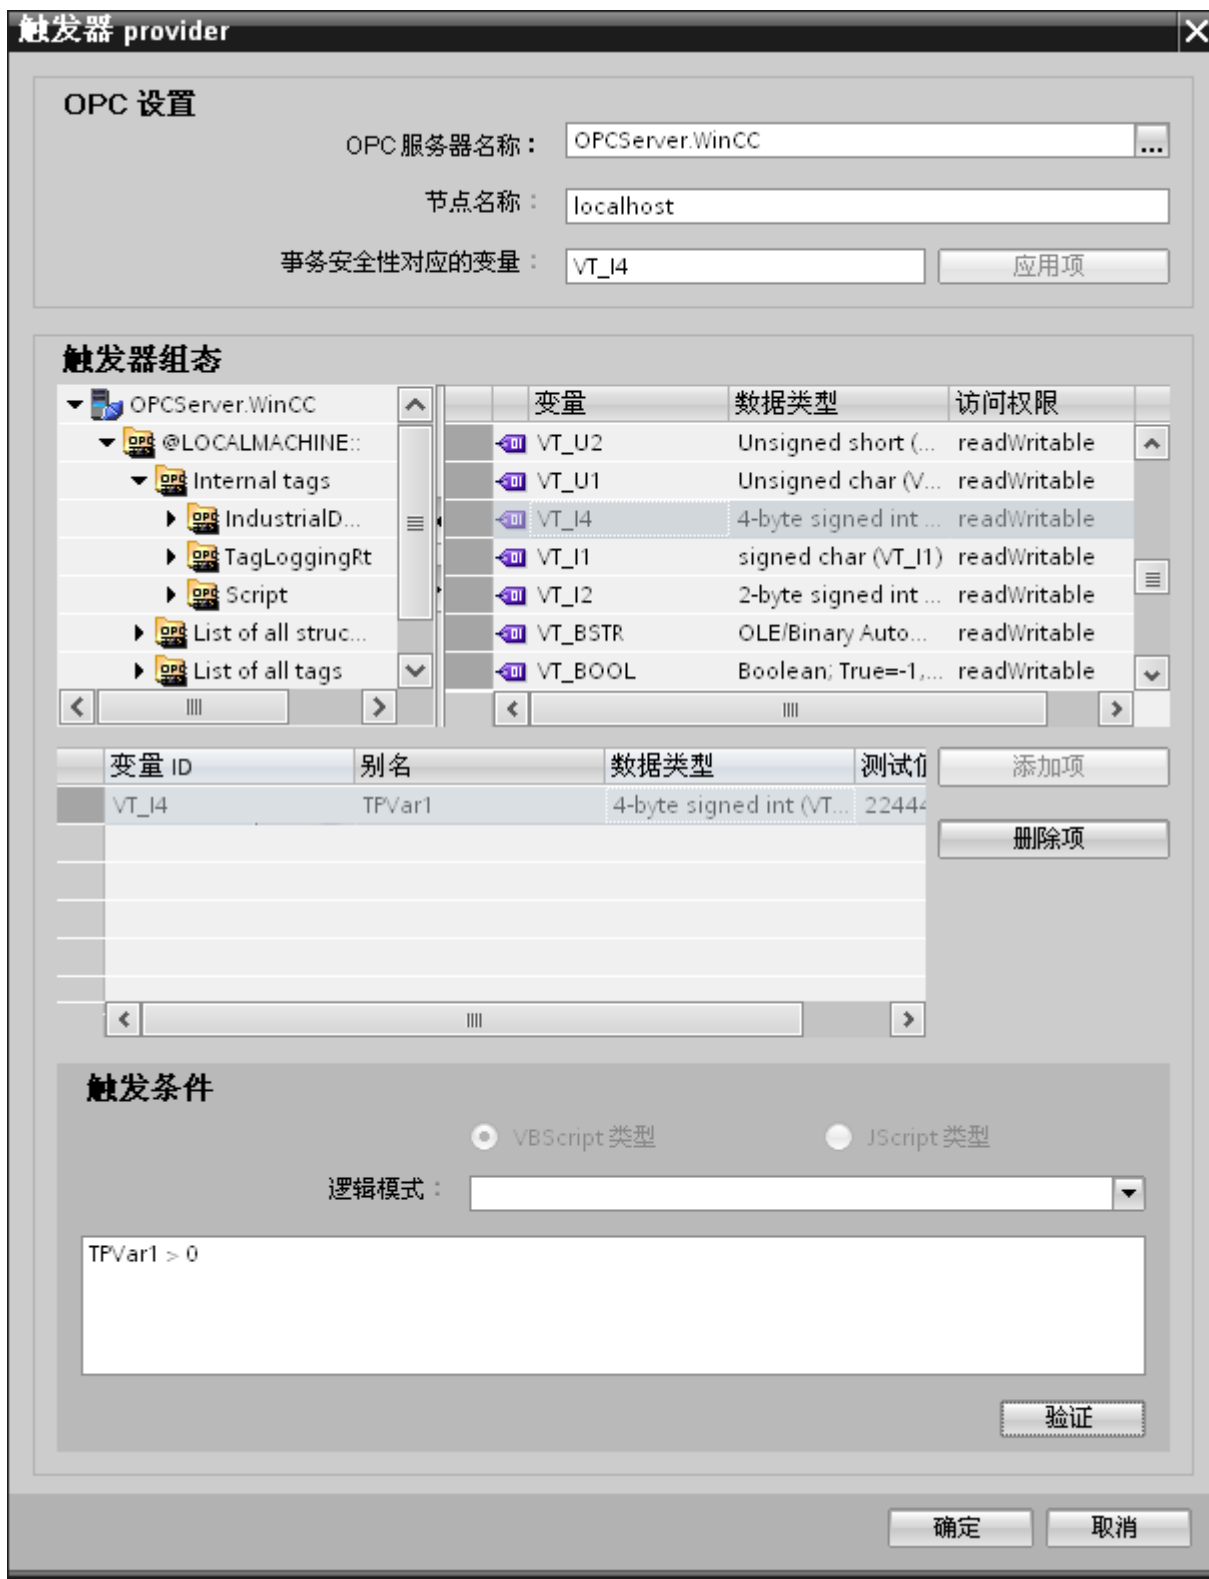 触发器 provider
OPC 设置
OPC 服务器名称：
OPCServer.WinCC
...
节点名称：
localhost
事务安全性对应的变量：
VT_I4
应用项
触发器组态
OPCServer.WinCC
@LOCALMACHINE::
Internal tags
IndustrialD...
TagLoggingRt
Script
List of all struc...
List of all tags
变量 数据类型 访问权限
VT_U2 Unsigned short (... readWritable
VT_U1 Unsigned char (V... readWritable
VT_I4 4-byte signed int ... readWritable
VT_I1 signed char (VT_I1) readWritable
VT_I2 2-byte signed int ... readWritable
VT_BSTR OLE/Binary Auto... readWritable
VT_BOOL Boolean; True=-1,... readWritable
变量 ID 别名 数据类型 测试值
VT_I4 TPVar1 4-byte signed int (VT... 22444
添加项
删除项
触发条件
VBScript 类型 JScript 类型
逻辑模式：
TPVar1 > 0
验证
确定 取消